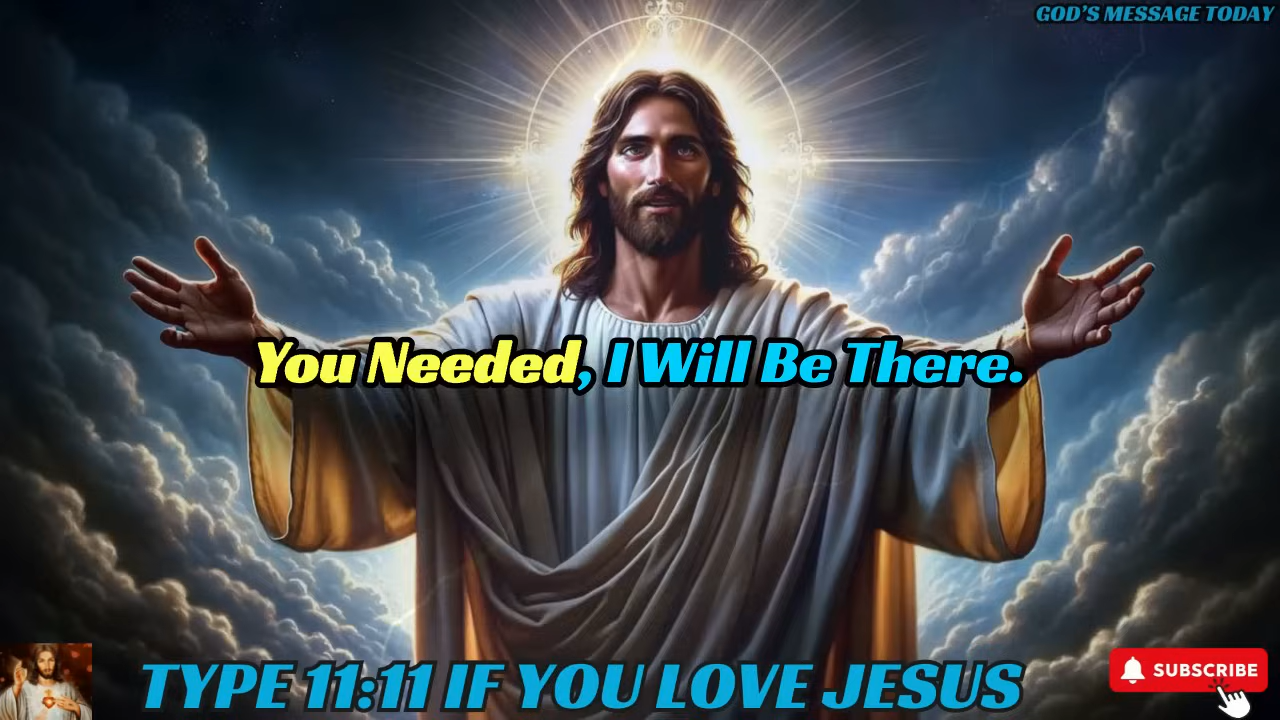 GOD'S MESSAGE TODAY
You Needed, I Will Be There.
TYPE 11:11 IF YOU LOVE JESUS
SUBSCRIBE